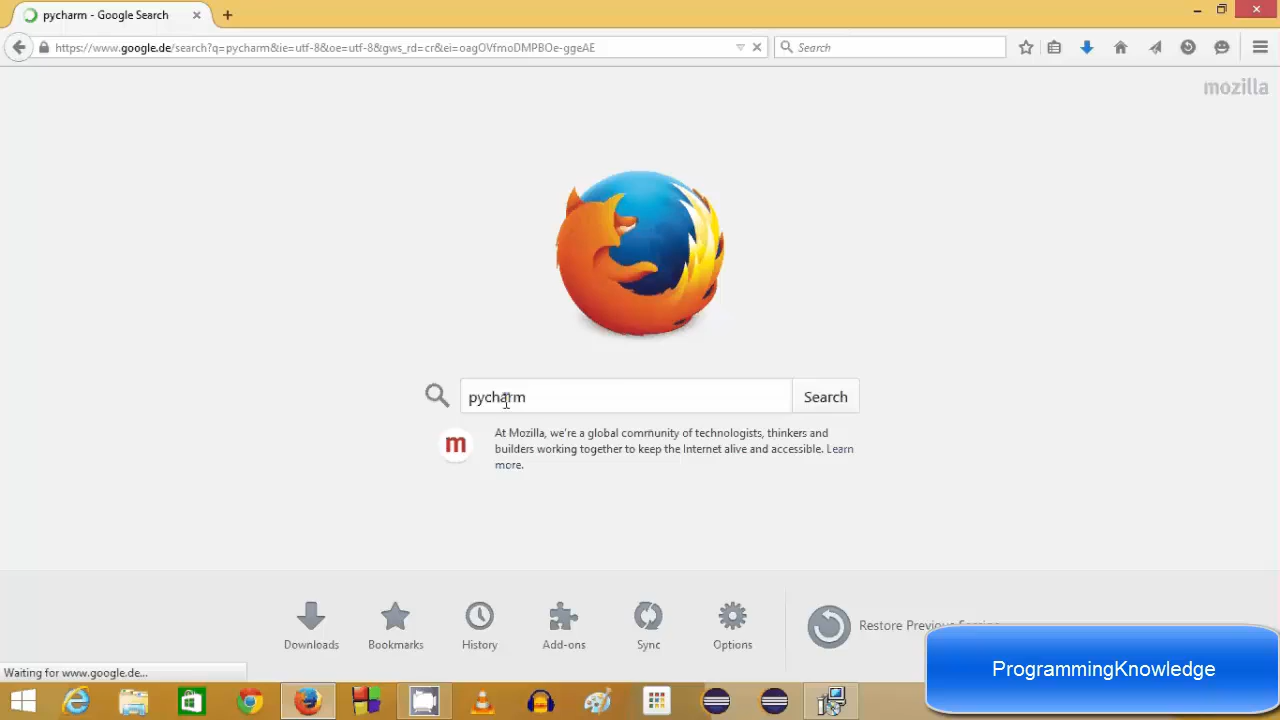 pycharm - Google Search
https://www.google.de/search?q=pycharm&ie=utf-8&oe=utf-8&gws_rd=cr&ei=oagOVfmoDMPBOe-ggeAE
Search
mozilla
pycharm
Search
At Mozilla, we're a global community of technologists, thinkers and
builders working together to keep the Internet alive and accessible. Learn
more.
m
Downloads
Bookmarks
History
Add-ons
Sync
Options
Restore Previous Session
Waiting for www.google.de...
ProgrammingKnowledge